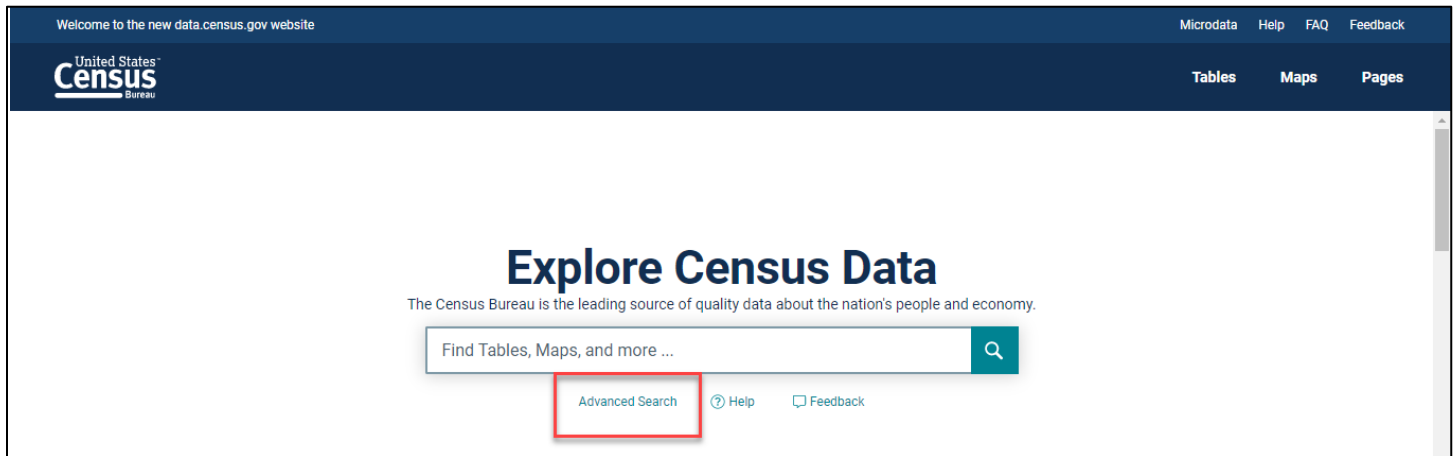 Welcome to the new data.census.gov website
Microdata Help FAQ Feedback
United States™
Census
Bureau
Tables Maps Pages
Explore Census Data
The Census Bureau is the leading source of quality data about the nation's people and economy.
Find Tables, Maps, and more ...
Advanced Search ? Help Feedback